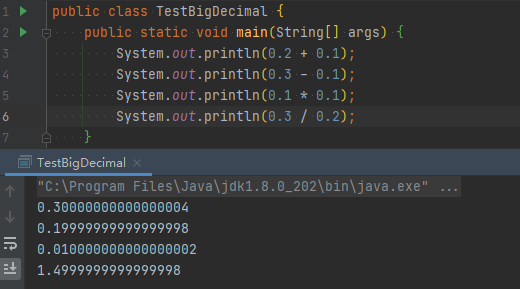 1 public class TestBigDecimal {
2 public static void main(String[] args) {
3 System.out.println(0.2 + 0.1);
4 System.out.println(0.3 - 0.1);
5 System.out.println(0.1 * 0.1);
6 System.out.println(0.3 / 0.2);
7 }
TestBigDecimal ×
"C:\Program Files\Java\jdk1.8.0_202\bin\java.exe" ...
0.30000000000000004
0.19999999999999998
0.010000000000000002
1.4999999999999998